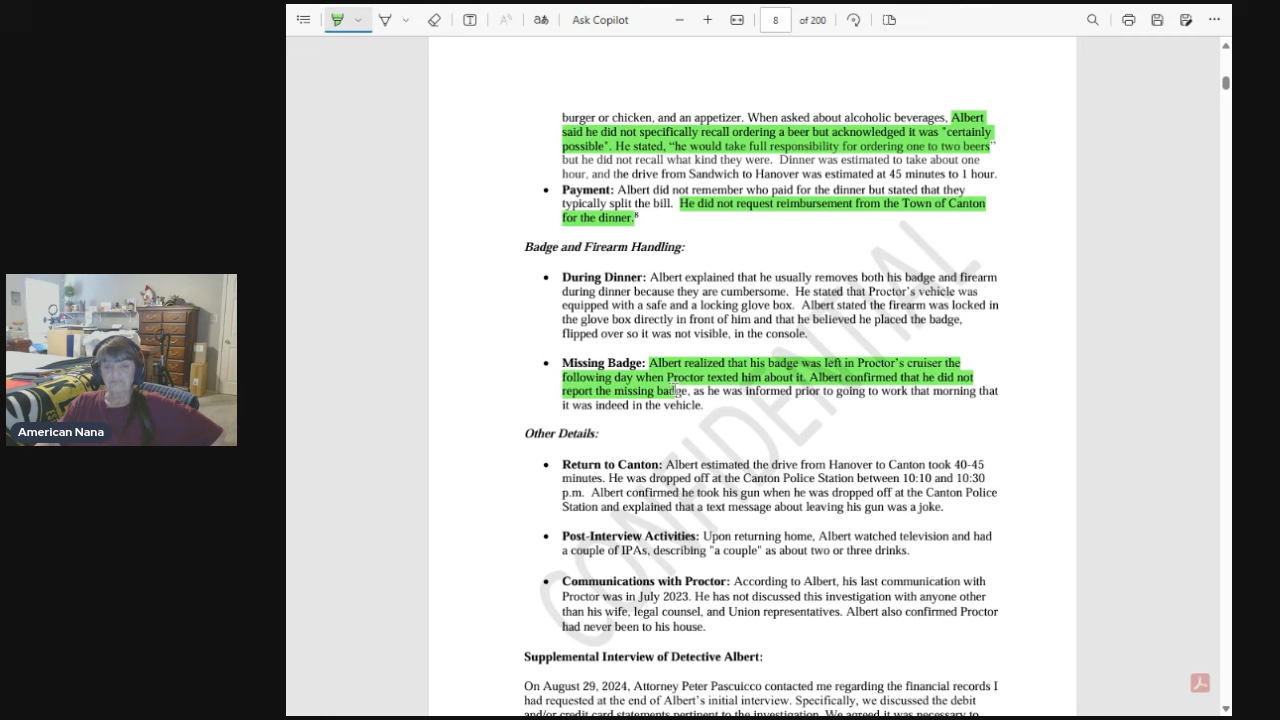 Ask Copilot
8 of 200
burger or chicken, and an appetizer. When asked about alcoholic beverages, Albert
said he did not specifically recall ordering a beer but acknowledged it was "certainly
possible". He stated, “he would take full responsibility for ordering one to two beers”
but he did not recall what kind they were. Dinner was estimated to take about one
hour, and the drive from Sandwich to Hanover was estimated at 45 minutes to 1 hour.
• Payment: Albert did not remember who paid for the dinner but stated that they
typically split the bill. He did not request reimbursement from the Town of Canton
for the dinner.8
Badge and Firearm Handling:
• During Dinner: Albert explained that he usually removes both his badge and firearm
during dinner because they are cumbersome. He stated that Proctor's vehicle was
equipped with a safe and a locking glove box. Albert stated the firearm was locked in
the glove box directly in front of him and that he believed he placed the badge,
flipped over so it was not visible, in the console.
• Missing Badge: Albert realized that his badge was left in Proctor's cruiser the
following day when Proctor texted him about it. Albert confirmed that he did not
report the missing badge, as he was informed prior to going to work that morning that
it was indeed in the vehicle.
Other Details:
• Return to Canton: Albert estimated the drive from Hanover to Canton took 40-45
minutes. He was dropped off at the Canton Police Station between 10:10 and 10:30
p.m. Albert confirmed he took his gun when he was dropped off at the Canton Police
Station and explained that a text message about leaving his gun was a joke.
• Post-Interview Activities: Upon returning home, Albert watched television and had
a couple of IPAs, describing "a couple" as about two or three drinks.
• Communications with Proctor: According to Albert, his last communication with
Proctor was in July 2023. He has not discussed this investigation with anyone other
than his wife, legal counsel, and Union representatives. Albert also confirmed Proctor
had never been to his house.
Supplemental Interview of Detective Albert:
On August 29, 2024, Attorney Peter Pascuicco contacted me regarding the financial records I
had requested at the end of Albert's initial interview. Specifically, we discussed the debit
and/or credit card statements pertinent to the investigation. We agreed it was necessary to
CONFIDENTIAL
American Nana